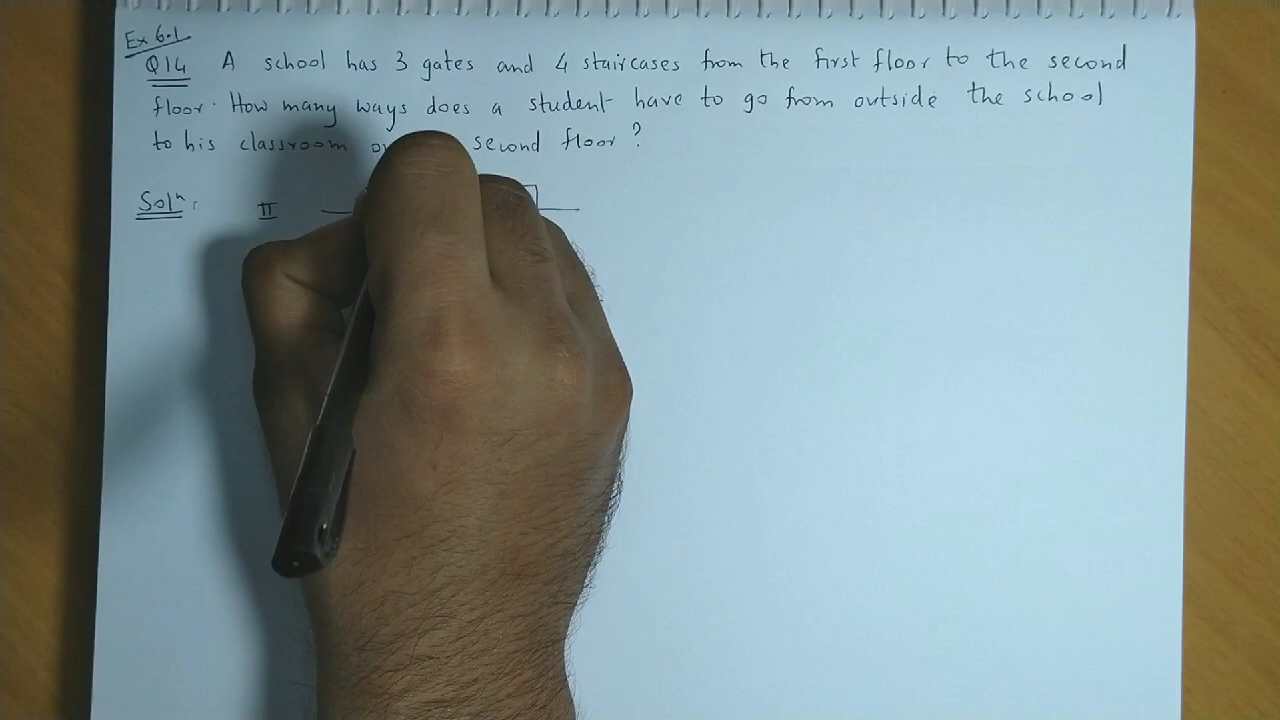 Ex 6.1
Q14 A school has 3 gates and 4 staircases from the first floor to the second
floor. How many ways does a student have to go from outside the school
to his classroom second floor?
Solⁿ: II